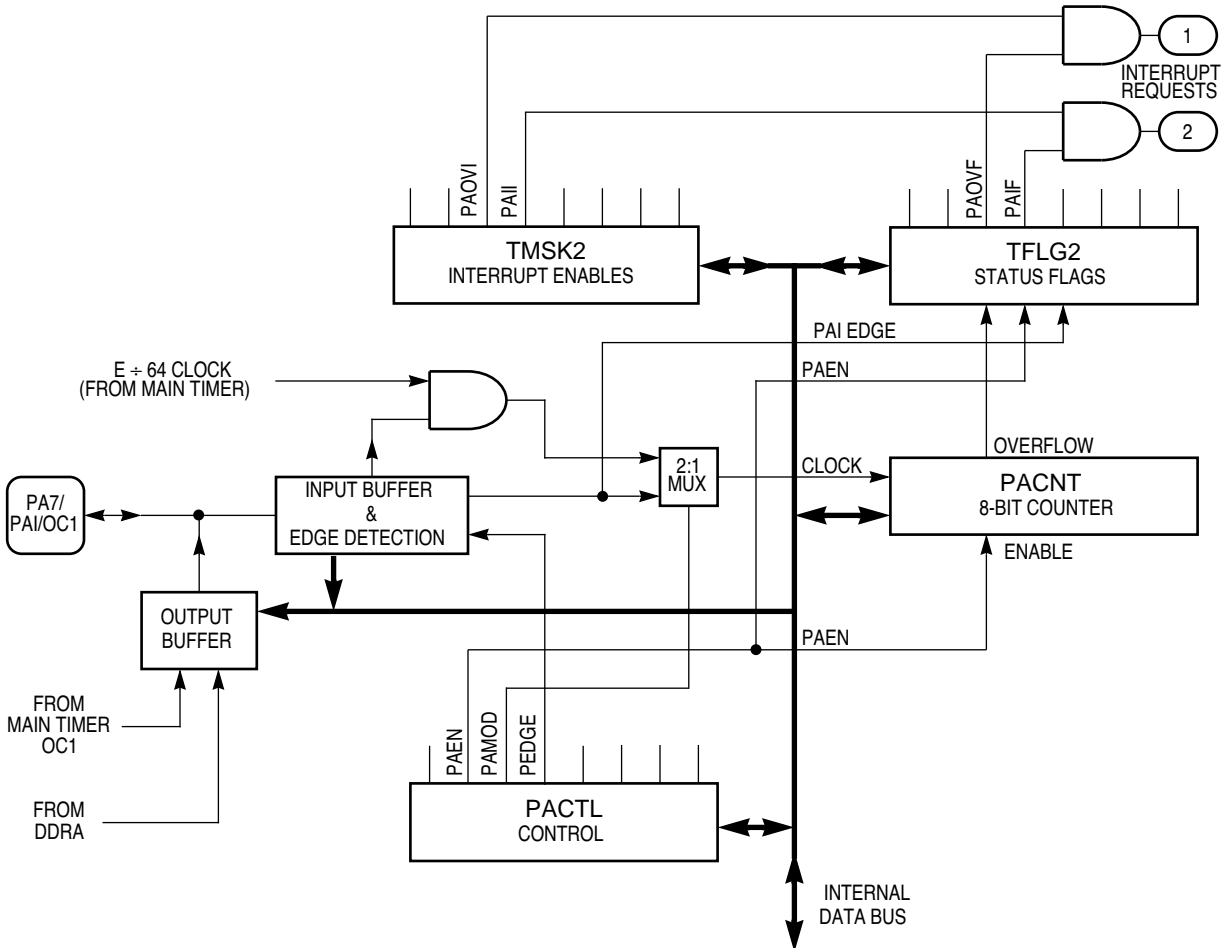 1
INTERRUPT
REQUESTS
2
PAOVI
PAII
PAOVF
PAIF
TMSK2
INTERRUPT ENABLES
TFLG2
STATUS FLAGS
PAI EDGE
E ÷ 64 CLOCK
(FROM MAIN TIMER)
PAEN
OVERFLOW
2:1
MUX
CLOCK
PACNT
8-BIT COUNTER
PA7/
PAI/OC1
INPUT BUFFER
&
EDGE DETECTION
ENABLE
OUTPUT
BUFFER
PAEN
FROM
MAIN TIMER
OC1
PAEN
PAMOD
PEDGE
FROM
DDRA
PACTL
CONTROL
INTERNAL
DATA BUS